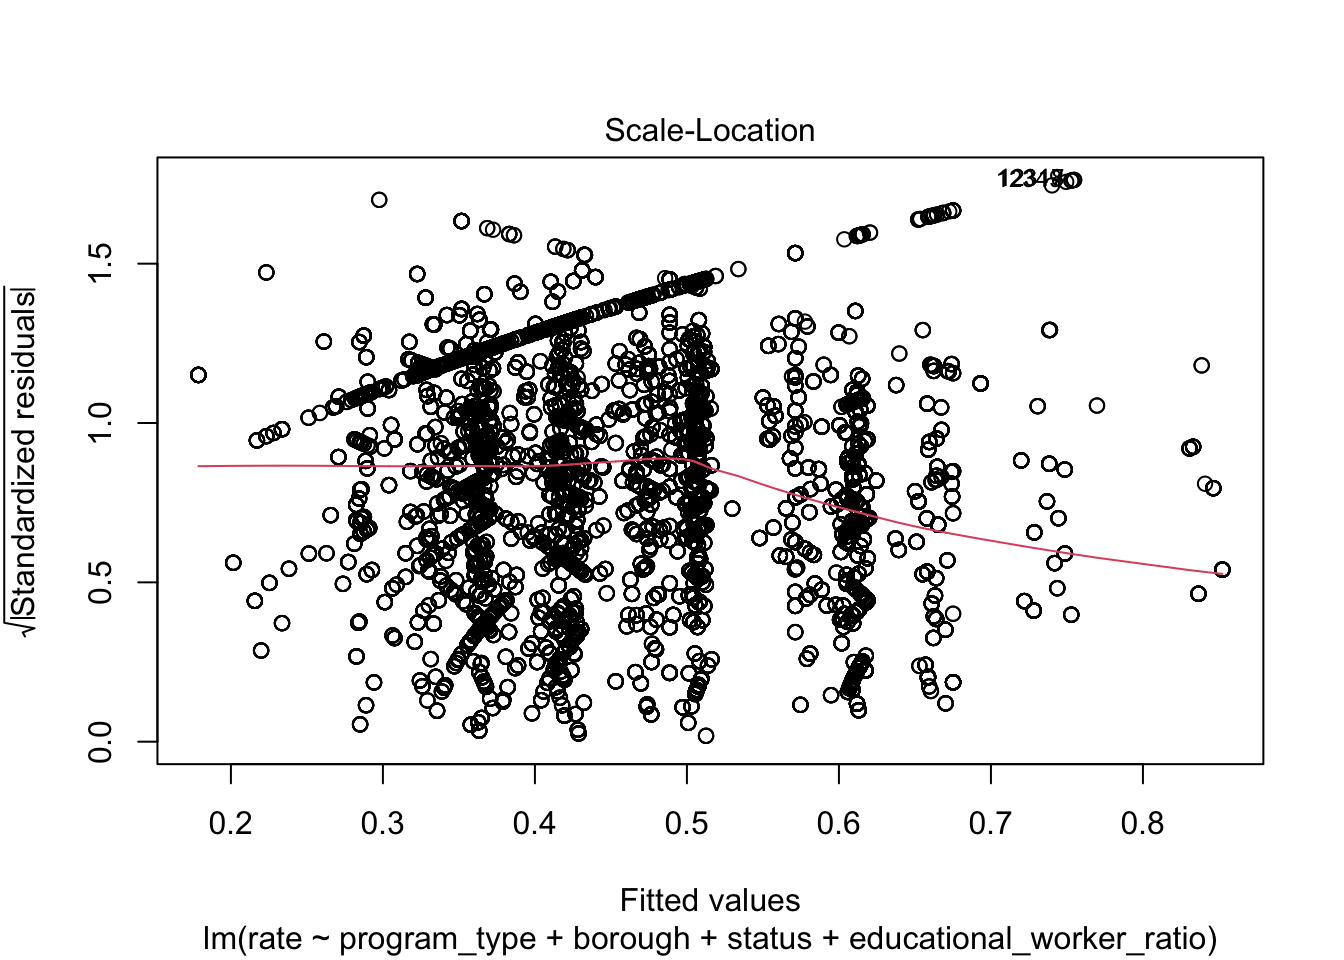 Scale-Location
√|Standardized residuals|
1.5
1.0
0.5
0.0
0.2 0.3 0.4 0.5 0.6 0.7 0.8
Fitted values
lm(rate ~ program_type + borough + status + educational_worker_ratio)